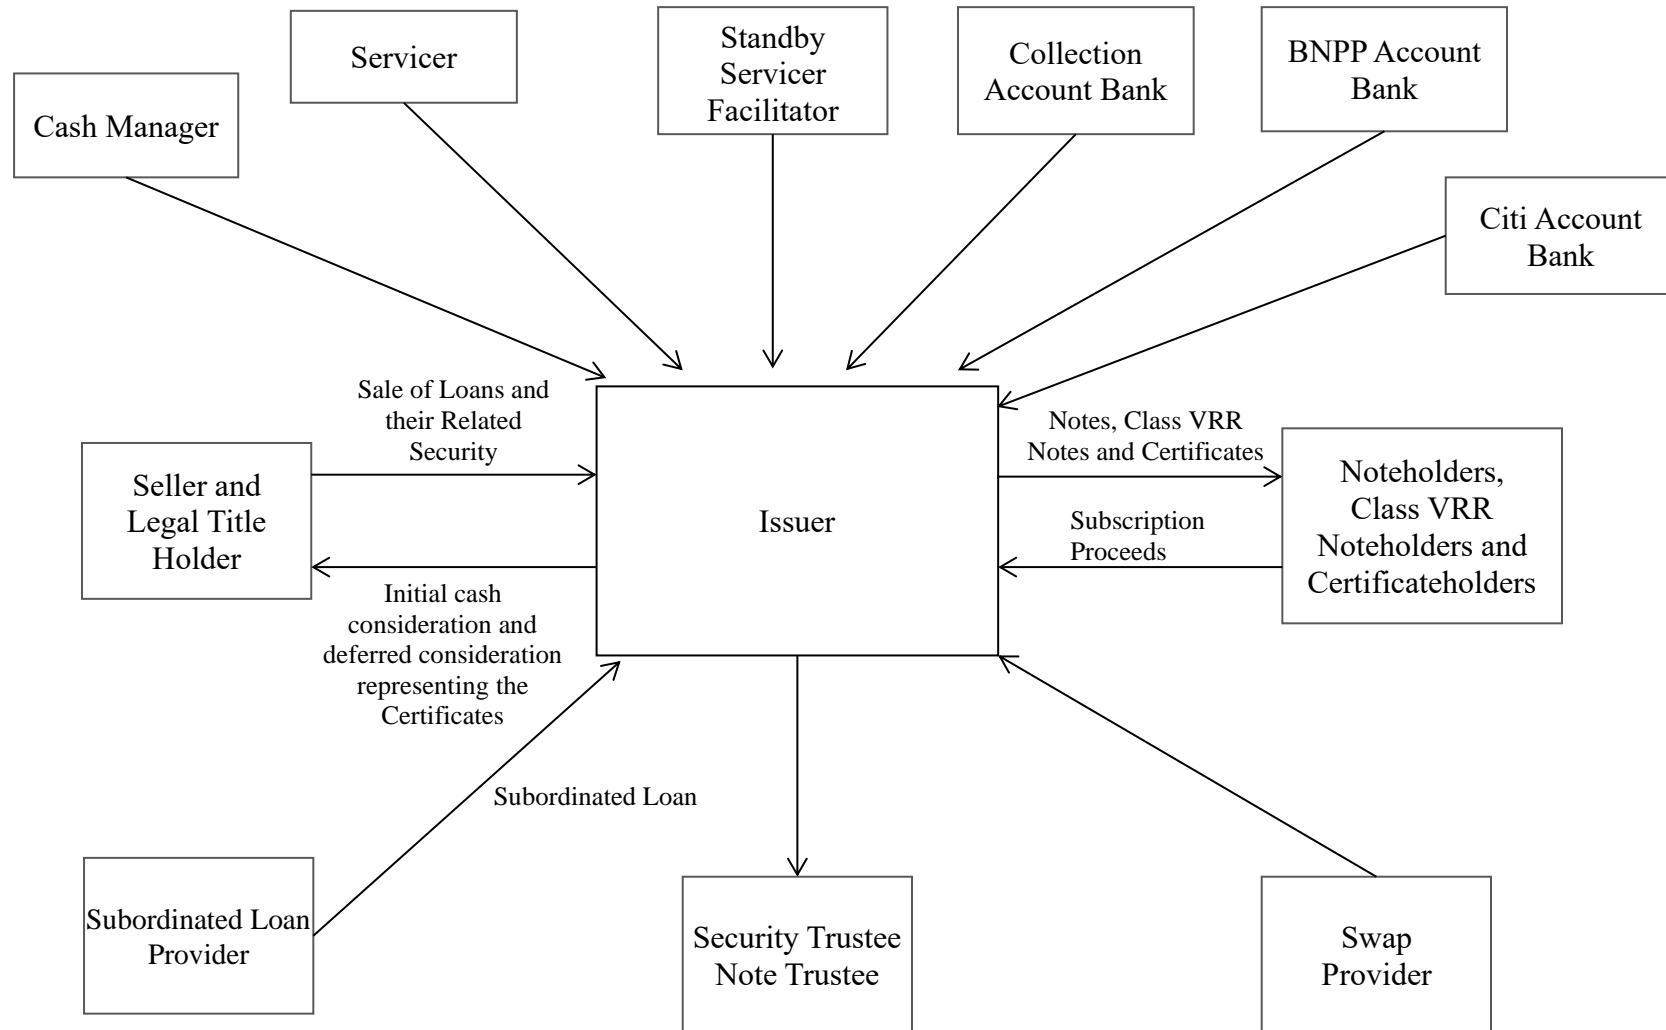 Servicer
Standby
Servicer
Facilitator
Collection
Account Bank
BNPP Account
Bank
Cash Manager
Citi Account
Bank
Sale of Loans and
their Related
Security
Notes, Class VRR
Notes and Certificates
Seller and
Legal Title
Holder
Issuer
Noteholders,
Class VRR
Noteholders and
Certificateholders
Subscription
Proceeds
Initial cash
consideration and
deferred consideration
representing the
Certificates
Subordinated Loan
Subordinated Loan
Provider
Security Trustee
Note Trustee
Swap
Provider